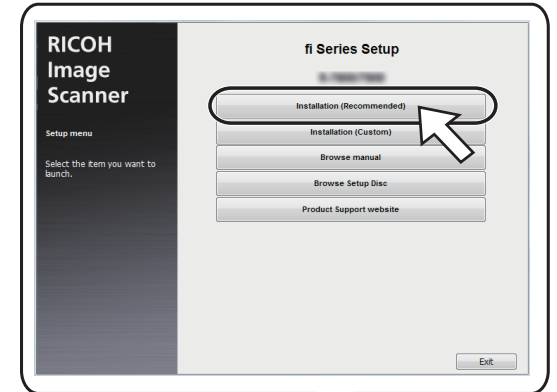 RICOH
Image
Scanner
Setup menu
Select the item you want to
launch.
fi Series Setup
Installation (Recommended)
Installation (Custom)
Browse manual
Browse Setup Disc
Product Support website
Exit